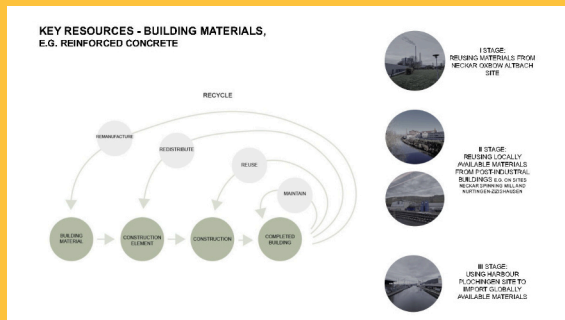 KEY RESOURCES - BUILDING MATERIALS,
E.G. REINFORCED CONCRETE
RECYCLE
REMANUFACTURE
REDISTRIBUTE
REUSE
MAINTAIN
BUILDING
MATERIAL
CONSTRUCTION
ELEMENT
CONSTRUCTION
COMPLETED
BUILDING
I STAGE:
REUSING MATERIALS FROM
NECKAR OXBOW ALTBACH
SITE
II STAGE:
REUSING LOCALLY
AVAILABLE MATERIALS
FROM POST-INDUSTRIAL
BUILDINGS E.G. ON SITES
NECKAR SPINNING MILL AND
NURTINGEN-ZIZISHAUSEN
III STAGE:
USING HARBOUR
PLOCHINGEN SITE TO
IMPORT GLOBALLY
AVAILABLE MATERIALS